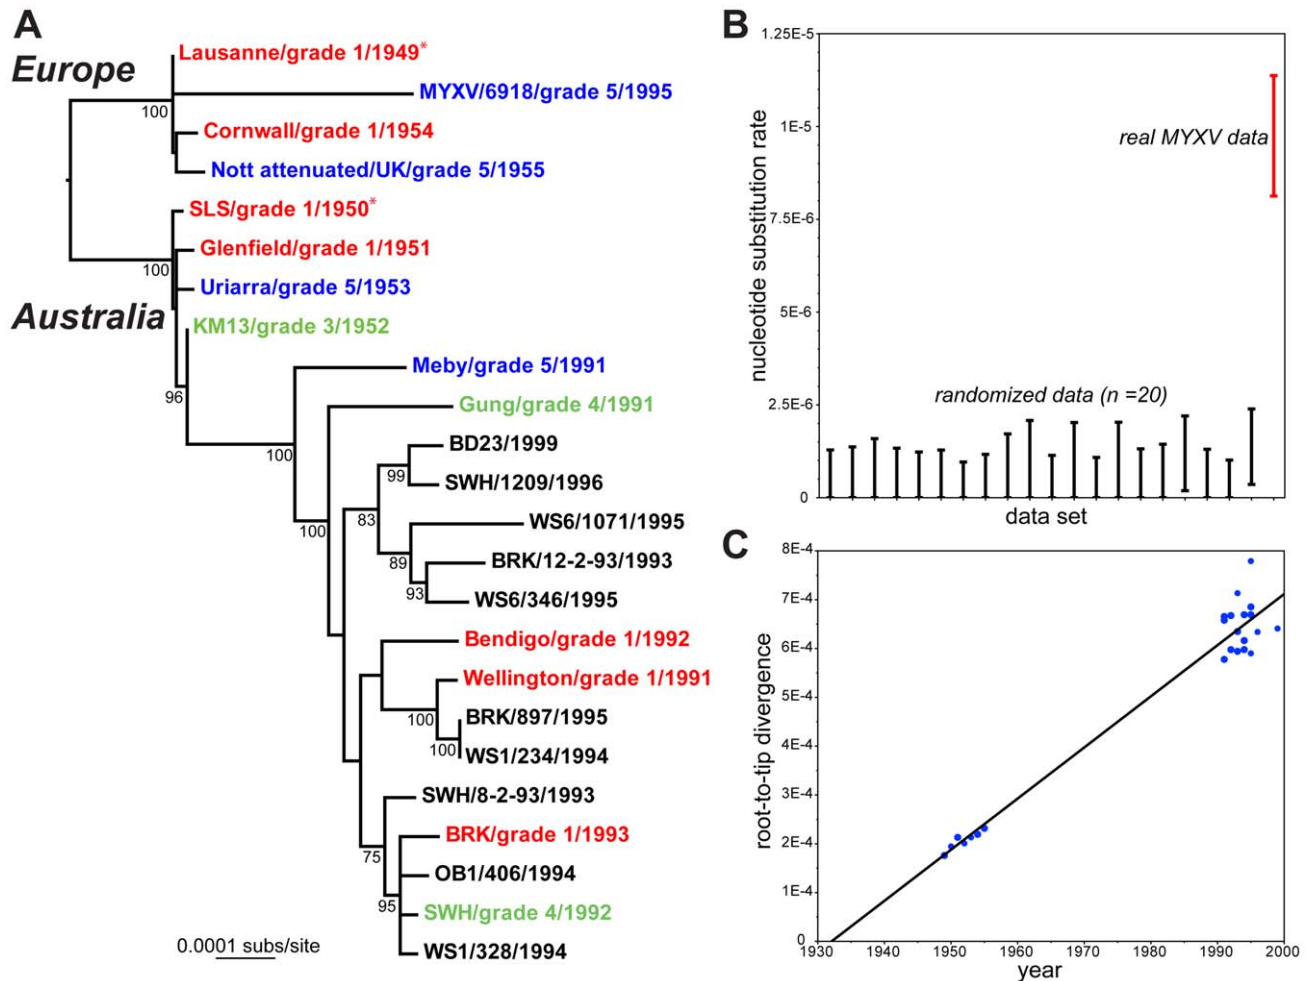 A
Europe
Lausanne/grade 1/1949*
MYXV/6918/grade 5/1995
100
Cornwall/grade 1/1954
Nott attenuated/UK/grade 5/1955
SLS/grade 1/1950*
Glenfield/grade 1/1951
100
Uriarra/grade 5/1953
Australia
KM13/grade 3/1952
Meby/grade 5/1991
96
Gung/grade 4/1991
BD23/1999
100
99
SWH/1209/1996
83
WS6/1071/1995
100
BRK/12-2-93/1993
89
93
WS6/346/1995
Bendigo/grade 1/1992
Wellington/grade 1/1991
100
BRK/897/1995
100
WS1/234/1994
SWH/8-2-93/1993
BRK/grade 1/1993
75
OB1/406/1994
95
SWH/grade 4/1992
0.0001 subs/site
WS1/328/1994
B
nucleotide substitution rate
1.25E-5
1E-5
7.5E-6
5E-6
2.5E-6
0
real MYXV data
randomized data (n =20)
data set
C
root-to-tip divergence
8E-4
7E-4
6E-4
5E-4
4E-4
3E-4
2E-4
1E-4
0
1930 1940 1950 1960 1970 1980 1990 2000
year